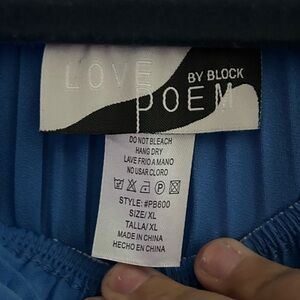 LOVE
BY BLOCK
POEM
DO NOT BLEACH
HANG DRY
LAVE FRIO A MANO
NO USAR CLORO
STYLE: #PB600
SIZE/ XL
TALLA/ XL
MADE IN CHINA
HECHO EN CHINA